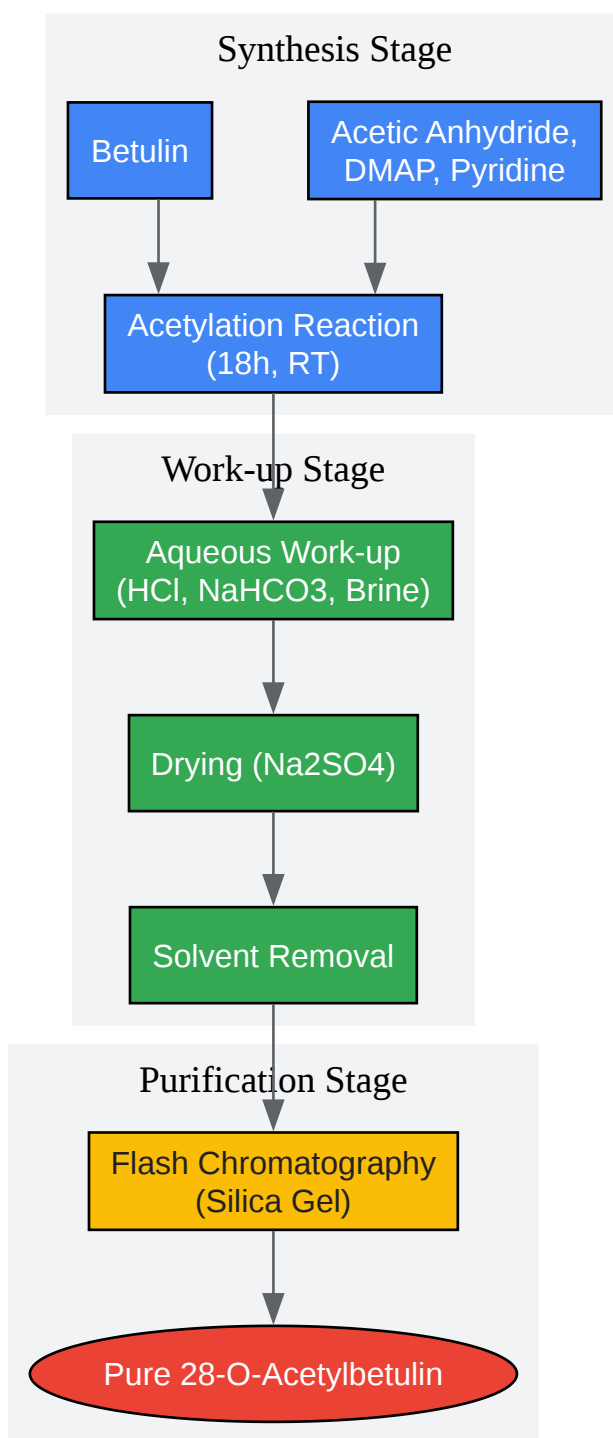 Synthesis Stage
Betulin
Acetic Anhydride,
DMAP, Pyridine
Acetylation Reaction
(18h, RT)
Work-up Stage
Aqueous Work-up
(HCl, NaHCO3, Brine)
Drying (Na2SO4)
Solvent Removal
Purification Stage
Flash Chromatography
(Silica Gel)
Pure 28-O-Acetylbetulin